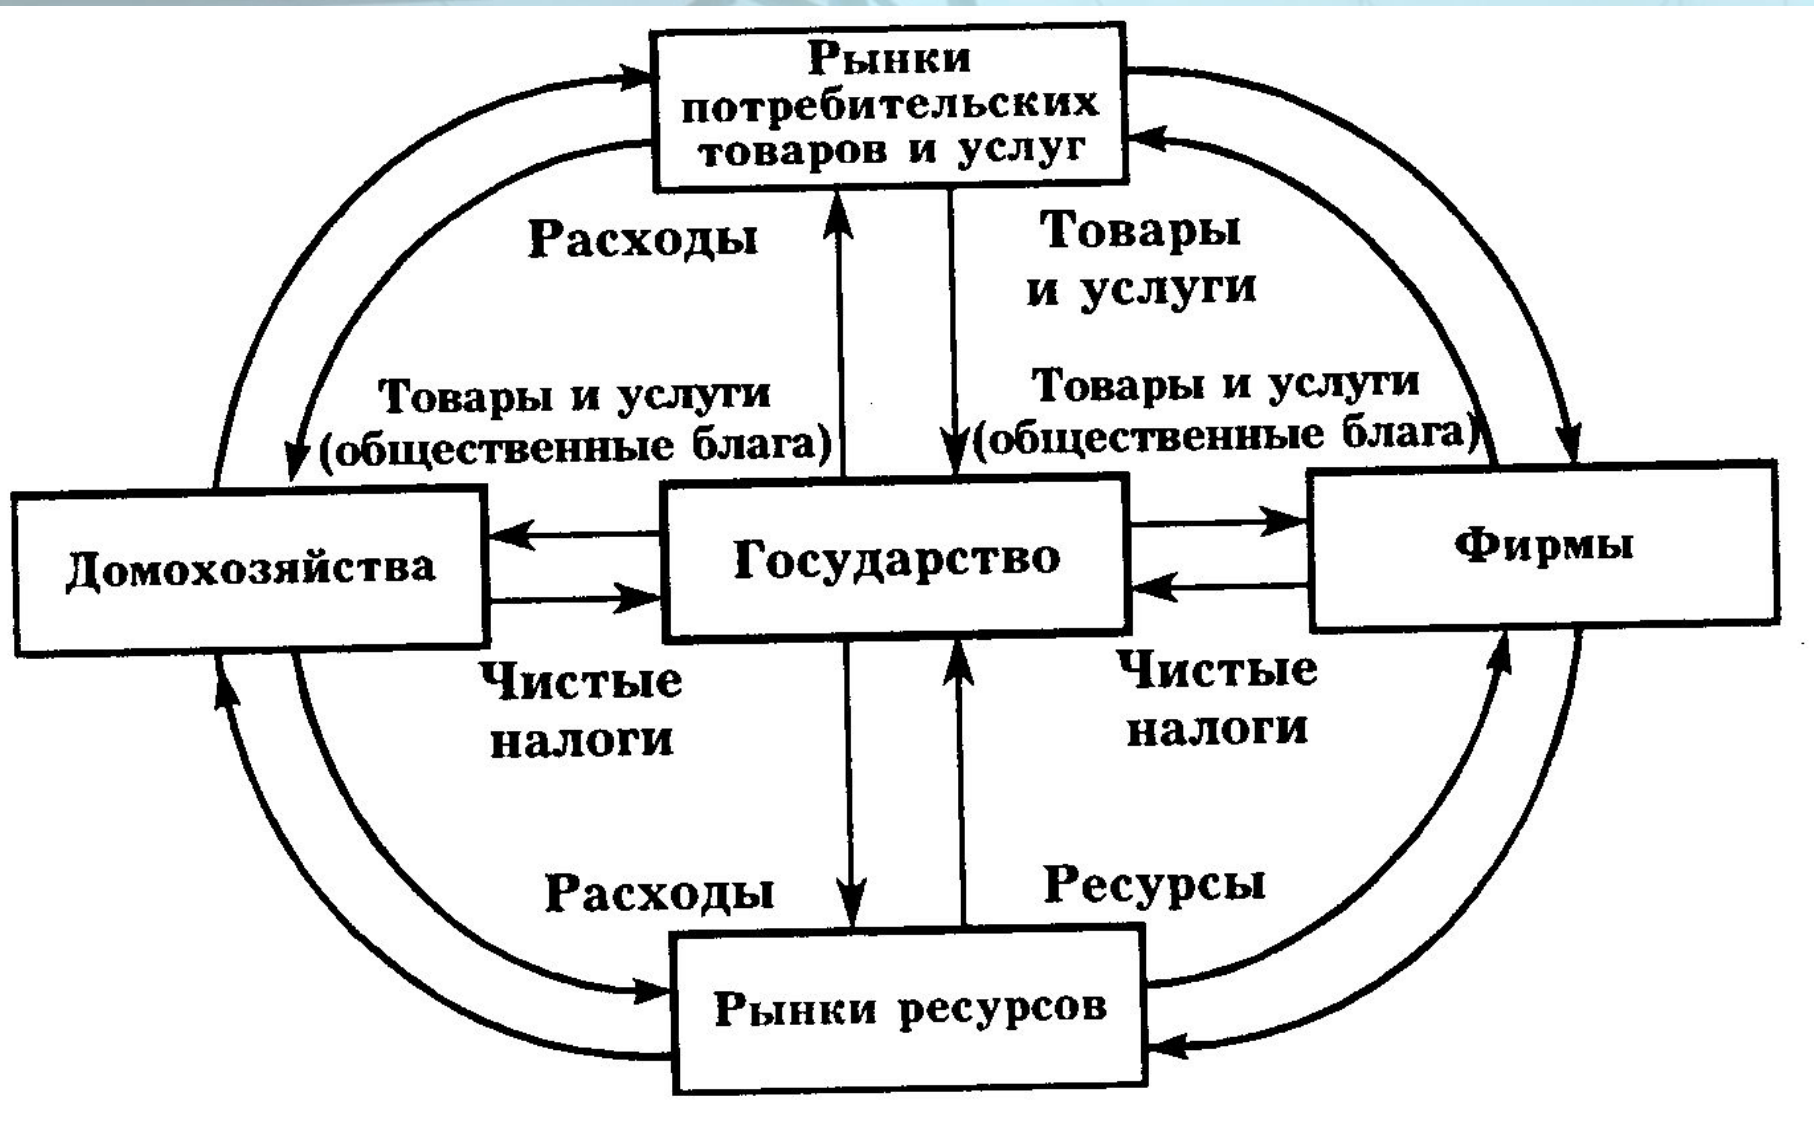 Рынки
потребительских
товаров и услуг
Расходы
Товары
и услуги
Товары и услуги
(общественные блага)
Товары и услуги
(общественные блага)
Домохозяйства
Государство
Фирмы
Чистые
налоги
Чистые
налоги
Расходы
Ресурсы
Рынки ресурсов